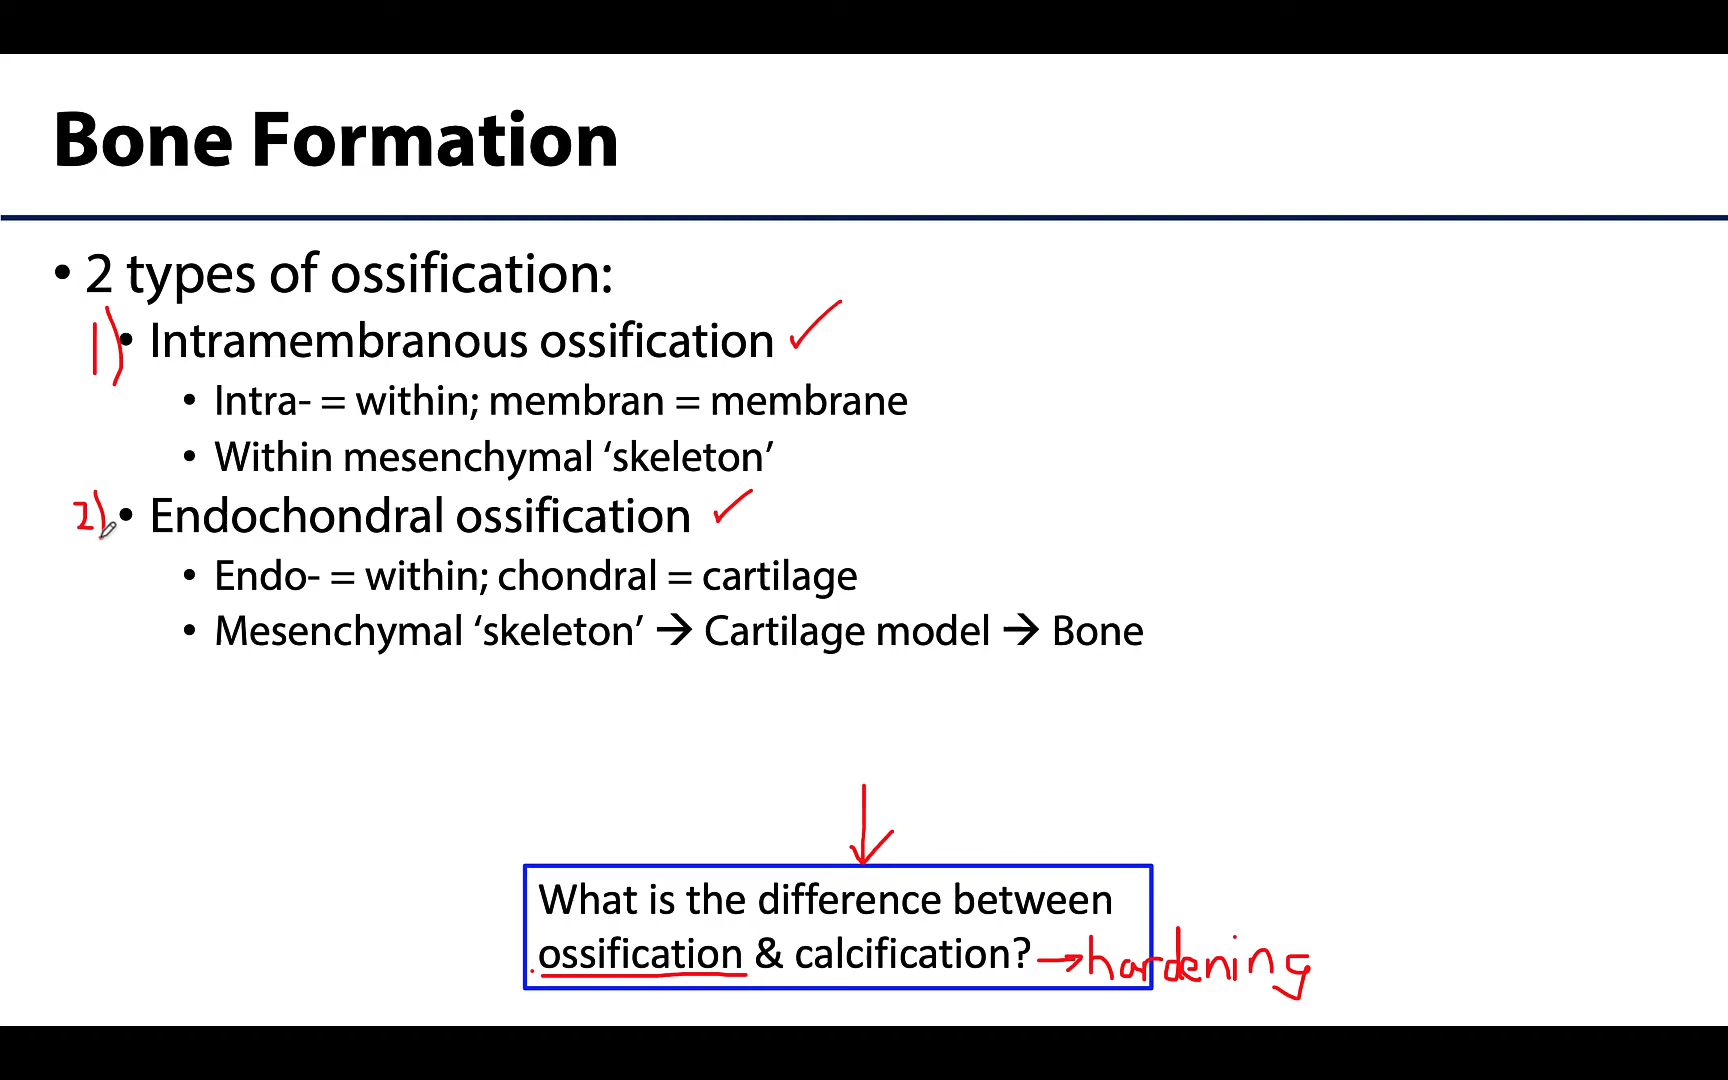 Bone Formation
• 2 types of ossification:
1) • Intramembranous ossification ✓
• Intra- = within; membran = membrane
• Within mesenchymal ‘skeleton’
2) • Endochondral ossification ✓
• Endo- = within; chondral = cartilage
• Mesenchymal ‘skeleton’ → Cartilage model → Bone
What is the difference between
ossification & calcification? → hardening